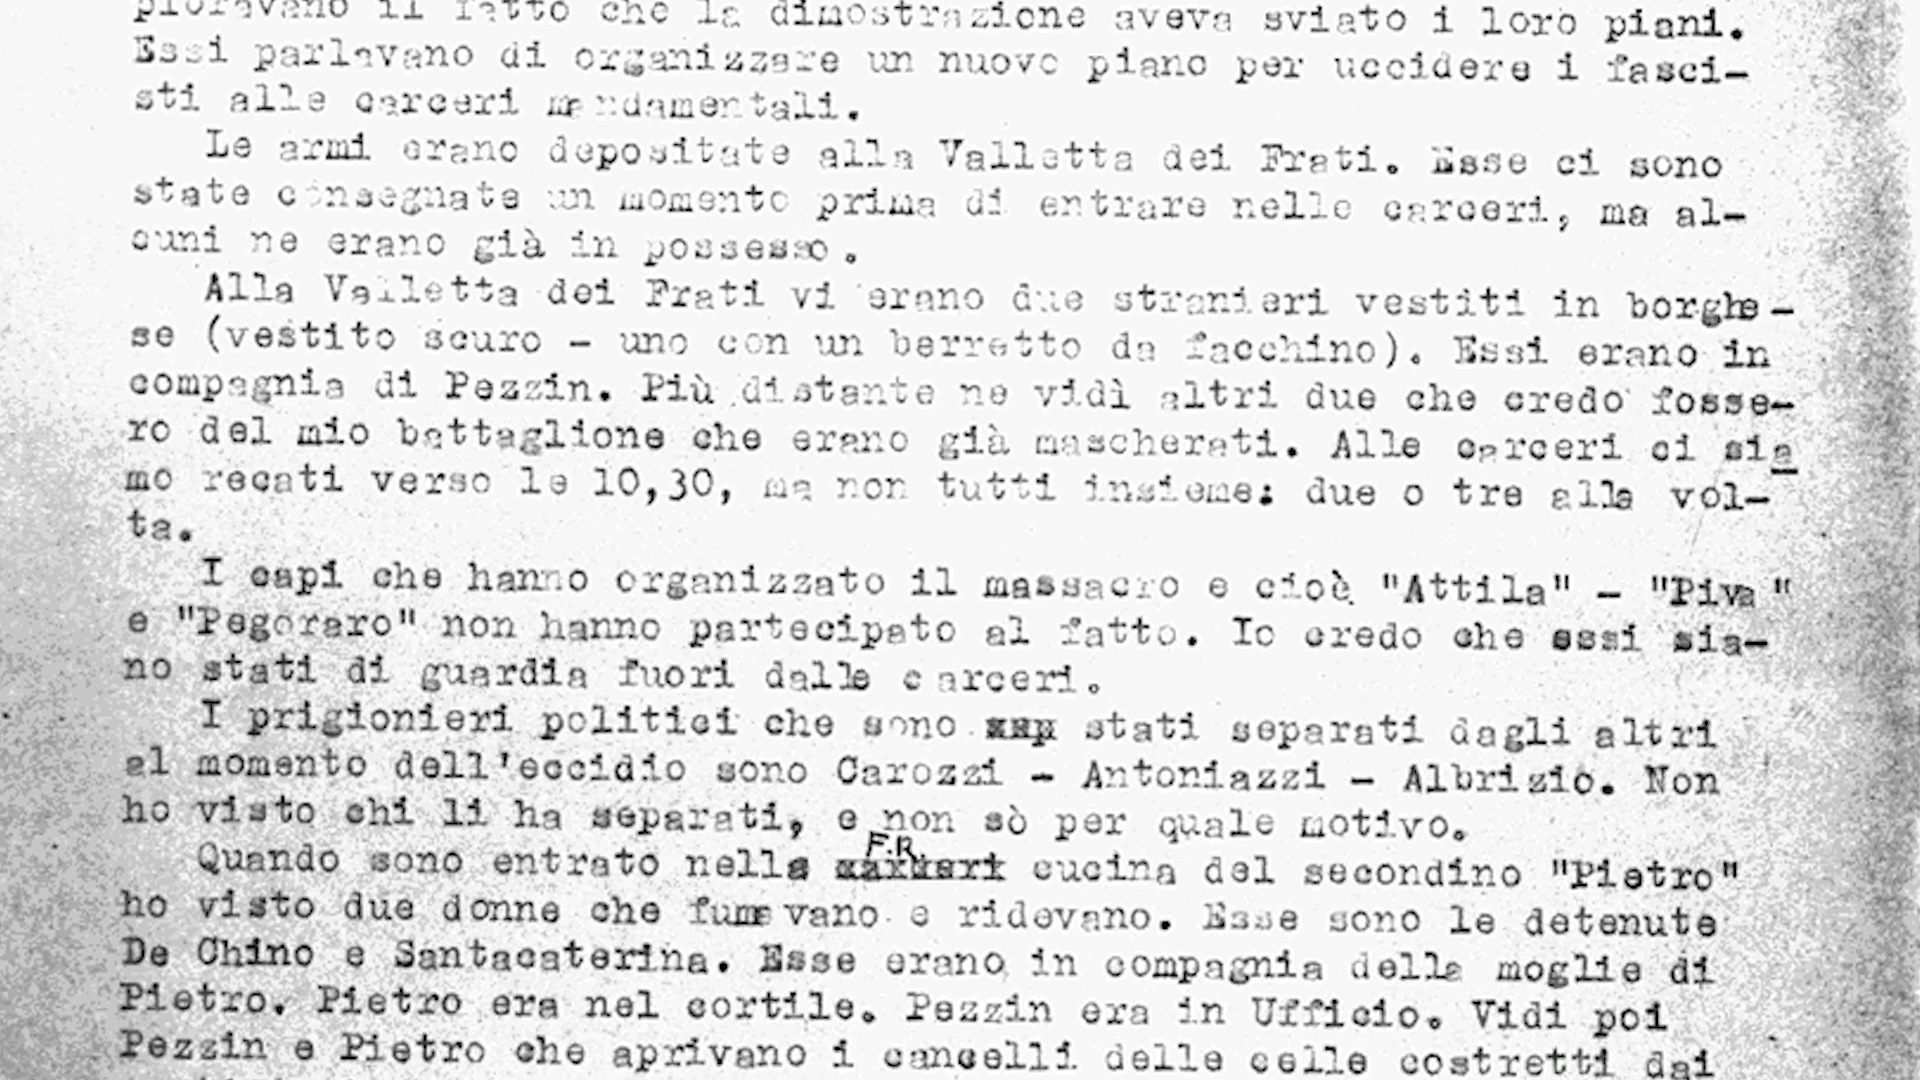 ploravano il fatto che la dimostrazione aveva sviato i loro piani.
Essi parlavano di organizzare un nuovo piano per uccidere i fasci-
sti alle carceri mandamentali.
Le armi erano depositate alla Valletta dei Frati. Esse ci sono
state consegnate un momento prima di entrare nelle carceri, ma al-
cuni ne erano già in possesso.
Alla Valletta dei Frati vi erano due stranieri vestiti in borghe-
se (vestito scuro - uno con un berretto da facchino). Essi erano in
compagnia di Pezzin. Più distante ne vidì altri due che credo fosse-
ro del mio battaglione che erano già mascherati. Alle carceri ci sia
mo recati verso le 10,30, ma non tutti insieme: due o tre alla vol-
ta.
I capi che hanno organizzato il massacro e cioè "Attila" - "Piva"
e "Pegoraro" non hanno partecipato al fatto. Io credo che essi sia-
no stati di guardia fuori dalle carceri.
I prigionieri politici che sono stati separati dagli altri
al momento dell'eccidio sono Carozzi - Antoniazzi - Albrizio. Non
ho visto chi li ha separati, e non sò per quale motivo.
F.R.
Quando sono entrato nella cucina del secondino "Pietro"
ho visto due donne che fumavano e ridevano. Esse sono le detenute
De Chino e Santacaterina. Esse erano in compagnia della moglie di
Pietro. Pietro era nel cortile. Pezzin era in Ufficio. Vidi poi
Pezzin e Pietro che aprivano i cancelli delle celle costretti dai